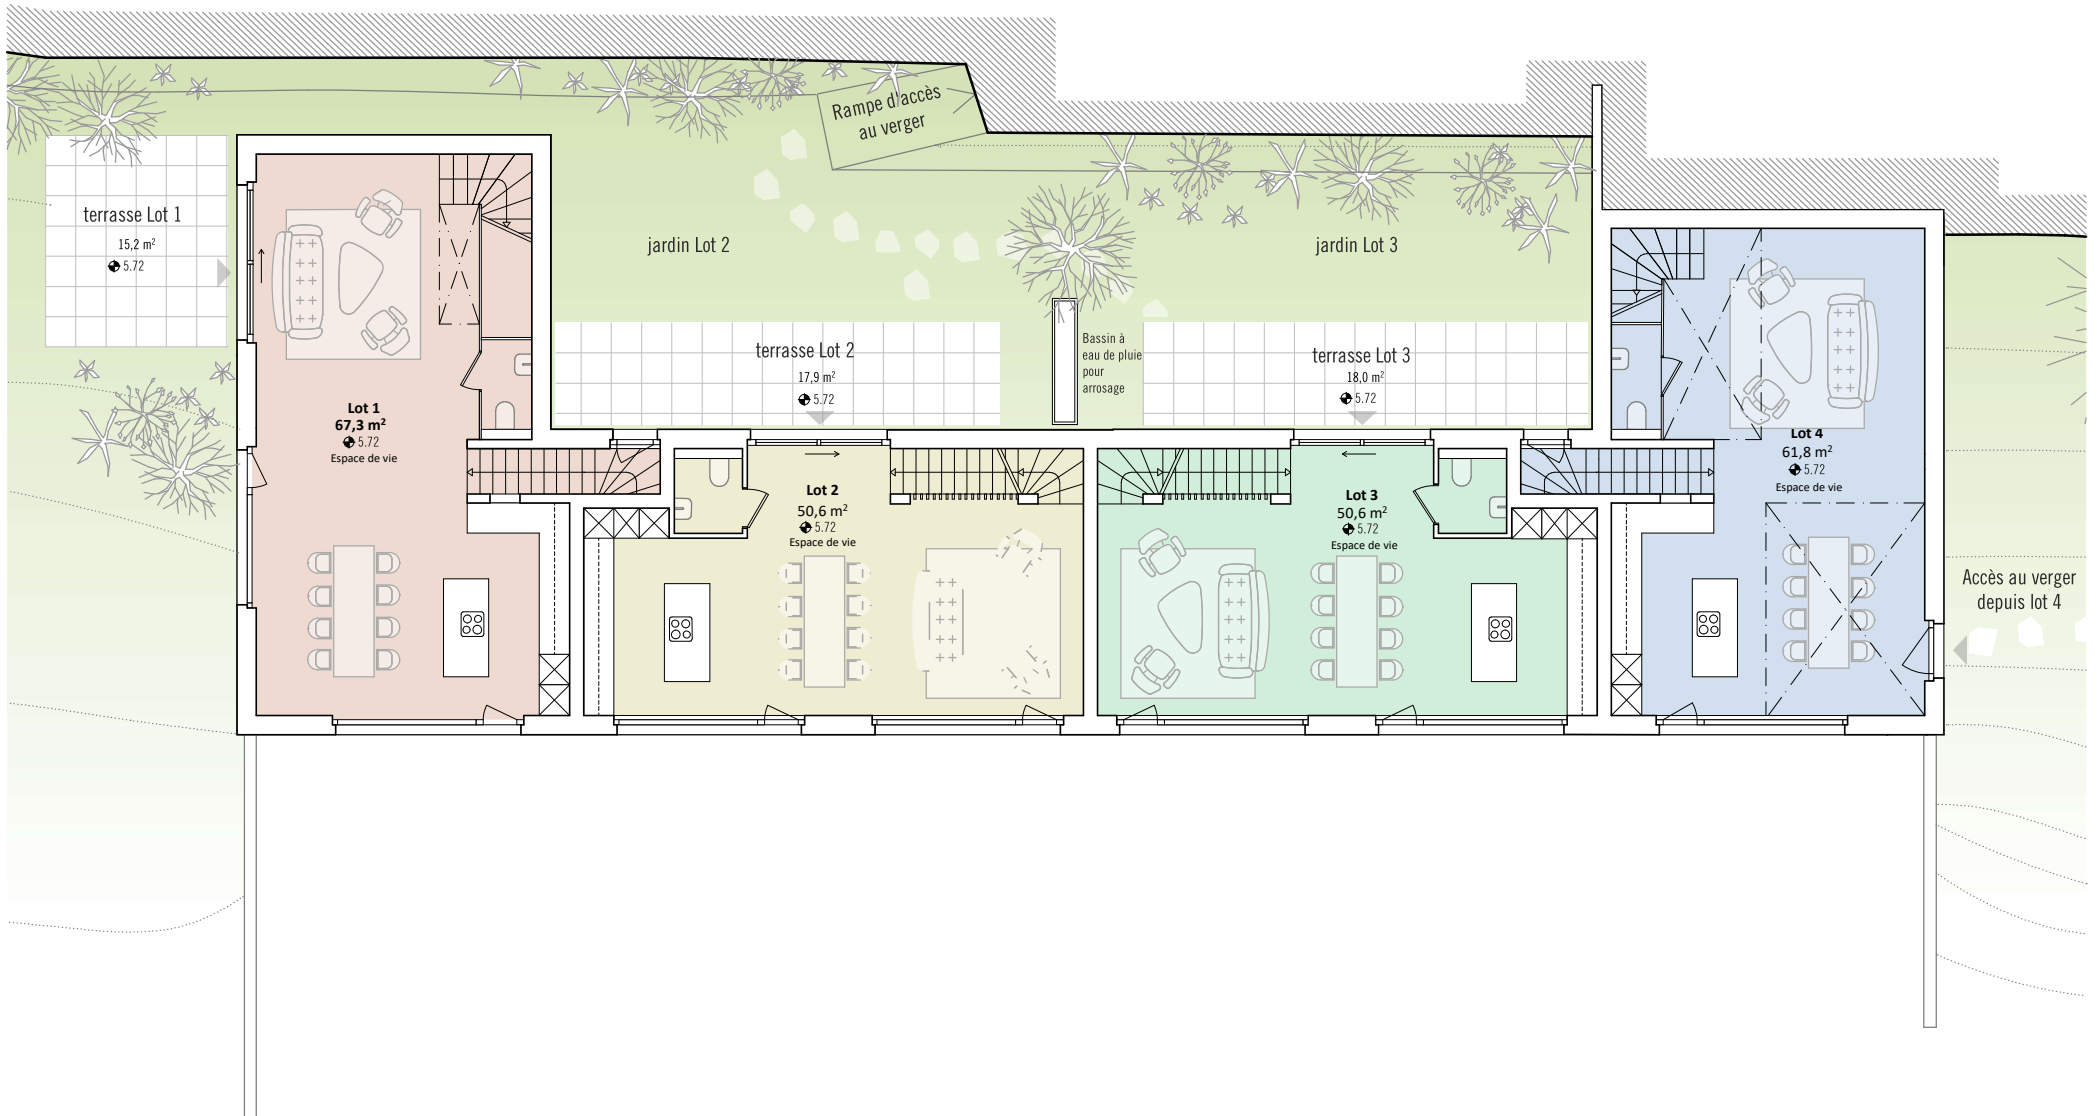 Rampe d'accès
au verger
terrasse Lot 1
15,2 m²
5.72
jardin Lot 2
jardin Lot 3
terrasse Lot 2
17,9 m²
5.72
Bassin à
eau de pluie
pour
arrosage
terrasse Lot 3
18,0 m²
5.72
Lot 1
67,3 m²
5.72
Espace de vie
Lot 2
50,6 m²
5.72
Espace de vie
Lot 3
50,6 m²
5.72
Espace de vie
Lot 4
61,8 m²
5.72
Espace de vie
Accès au verger
depuis lot 4